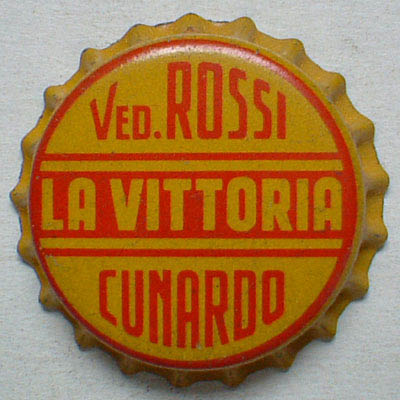 VED. ROSSI
LA VITTORIA
CUNARDO